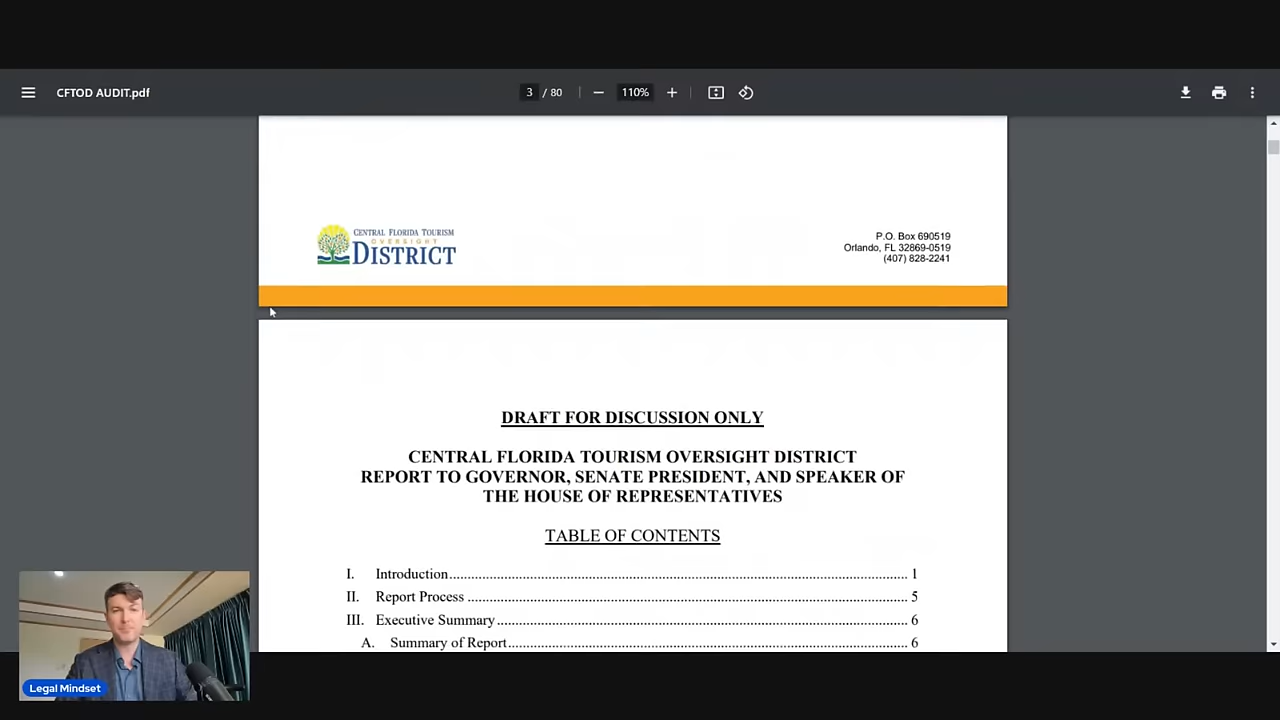 CFTOD AUDIT.pdf
3 / 80
110%
CENTRAL FLORIDA TOURISM
OVERSIGHT
DISTRICT
P.O. Box 690519
Orlando, FL 32869-0519
(407) 828-2241
DRAFT FOR DISCUSSION ONLY
CENTRAL FLORIDA TOURISM OVERSIGHT DISTRICT
REPORT TO GOVERNOR, SENATE PRESIDENT, AND SPEAKER OF
THE HOUSE OF REPRESENTATIVES
TABLE OF CONTENTS
I. Introduction 1
II. Report Process 5
III. Executive Summary 6
A. Summary of Report 6
Legal Mindset